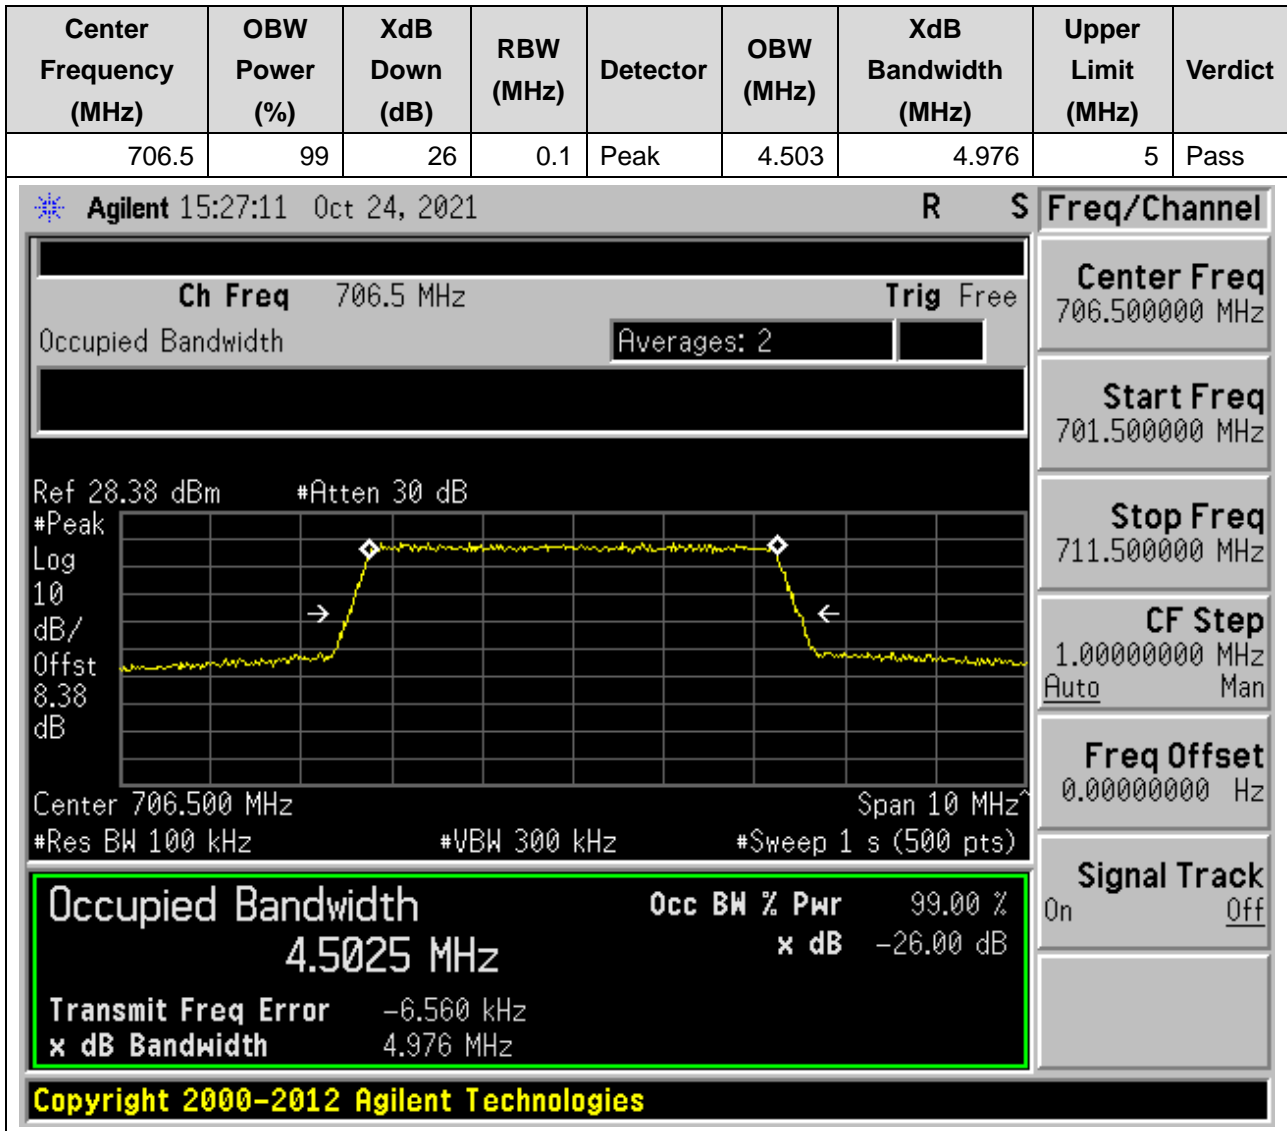 Center Frequency (MHz) OBW Power (%) XdB Down (dB) RBW (MHz) Detector OBW (MHz) XdB Bandwidth (MHz) Upper Limit (MHz) Verdict
706.5 99 26 0.1 Peak 4.503 4.976 5 Pass
Agilent 15:27:11 Oct 24, 2021 R S Freq/Channel
Ch Freq 706.5 MHz Trig Free
Occupied Bandwidth Averages: 2
Center Freq
706.500000 MHz
Start Freq
701.500000 MHz
Stop Freq
711.500000 MHz
CF Step
1.00000000 MHz
Auto Man
Freq Offset
0.00000000 Hz
Signal Track
On Off
Ref 28.38 dBm #Atten 30 dB
#Peak
Log
10
dB/
Offst
8.38
dB
Center 706.500 MHz Span 10 MHz^
#Res BW 100 kHz #VBW 300 kHz #Sweep 1 s (500 pts)
Occupied Bandwidth Occ BW % Pwr 99.00 %
4.5025 MHz x dB -26.00 dB
Transmit Freq Error -6.560 kHz
x dB Bandwidth 4.976 MHz
Copyright 2000-2012 Agilent Technologies